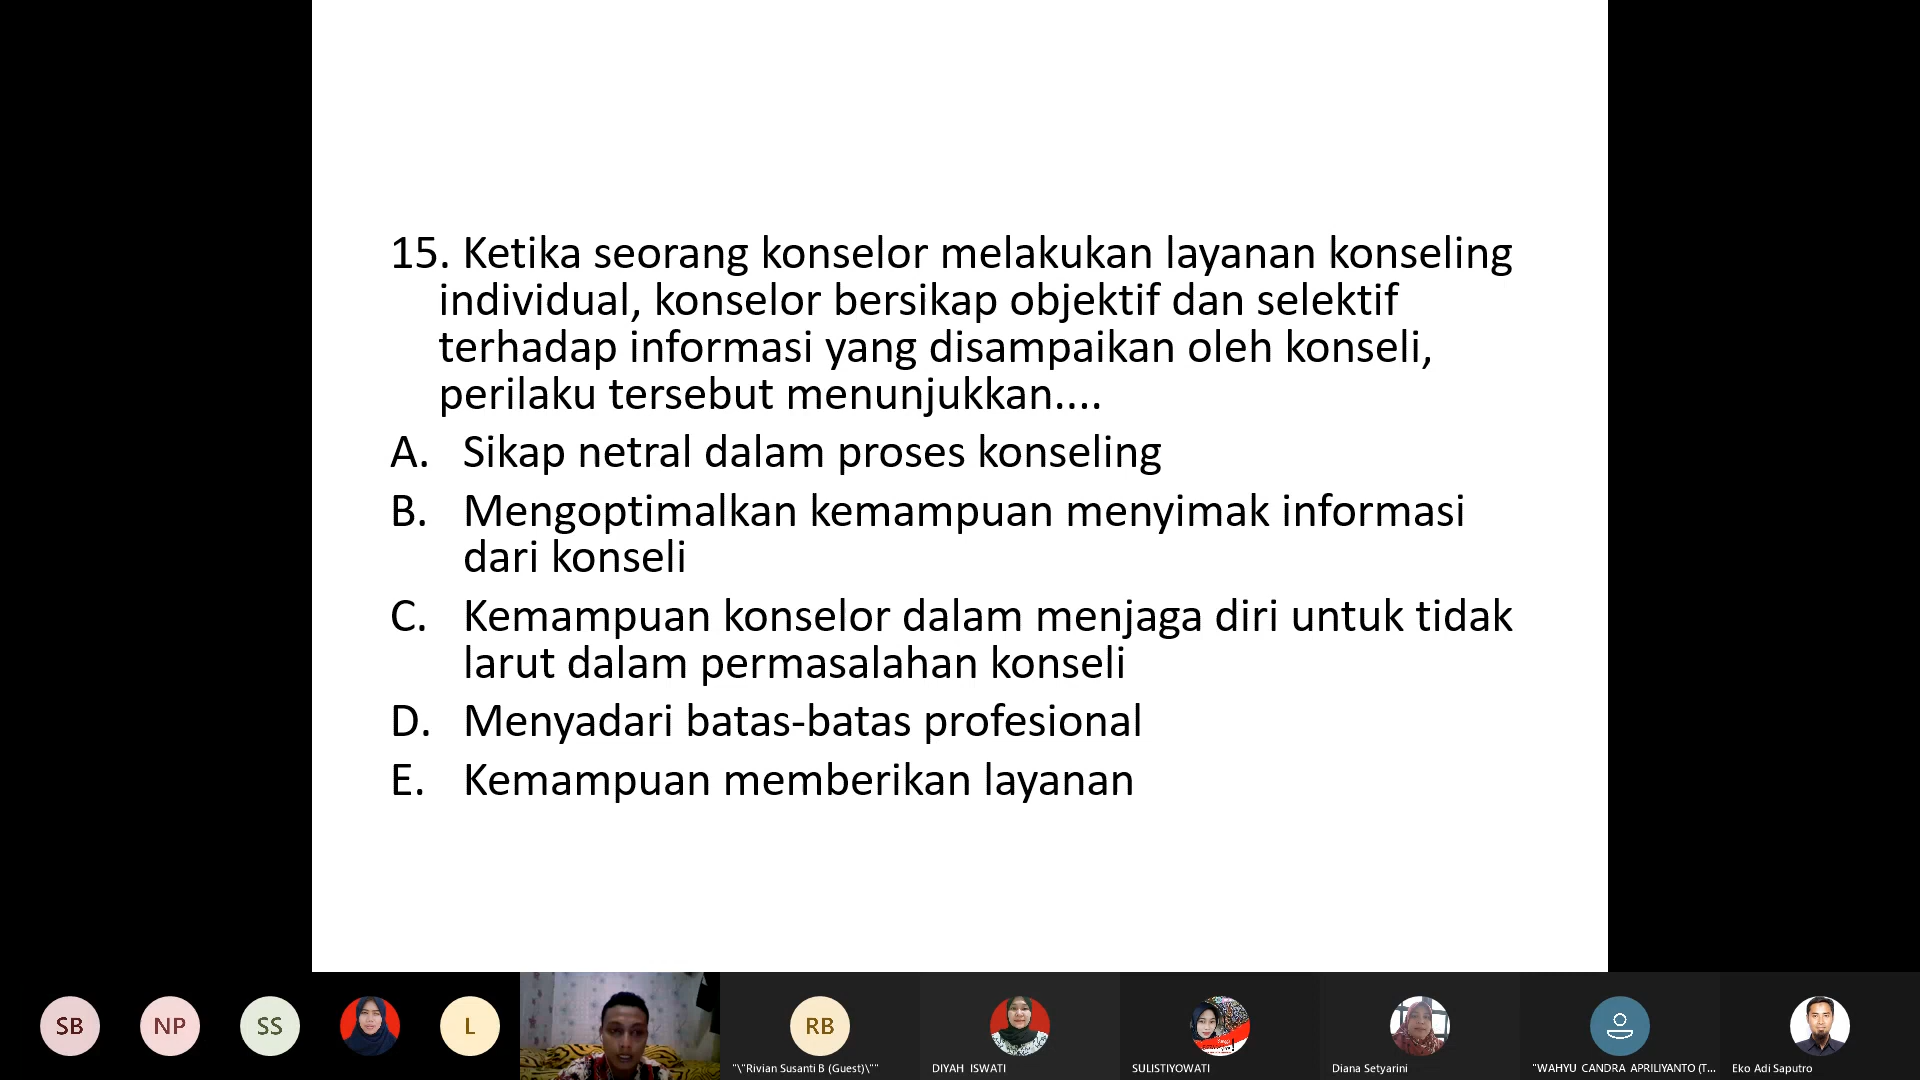 15. Ketika seorang konselor melakukan layanan konseling
individual, konselor bersikap objektif dan selektif
terhadap informasi yang disampaikan oleh konseli,
perilaku tersebut menunjukkan....
A. Sikap netral dalam proses konseling
B. Mengoptimalkan kemampuan menyimak informasi
dari konseli
C. Kemampuan konselor dalam menjaga diri untuk tidak
larut dalam permasalahan konseli
D. Menyadari batas-batas profesional
E. Kemampuan memberikan layanan
SB
NP
SS
L
RB
"\"Rivian Susanti B (Guest)\""
DIYAH ISWATI
SULISTIYOWATI
Diana Setyarini
"WAHYU CANDRA APRILIYANTO (T...
Eko Adi Saputro